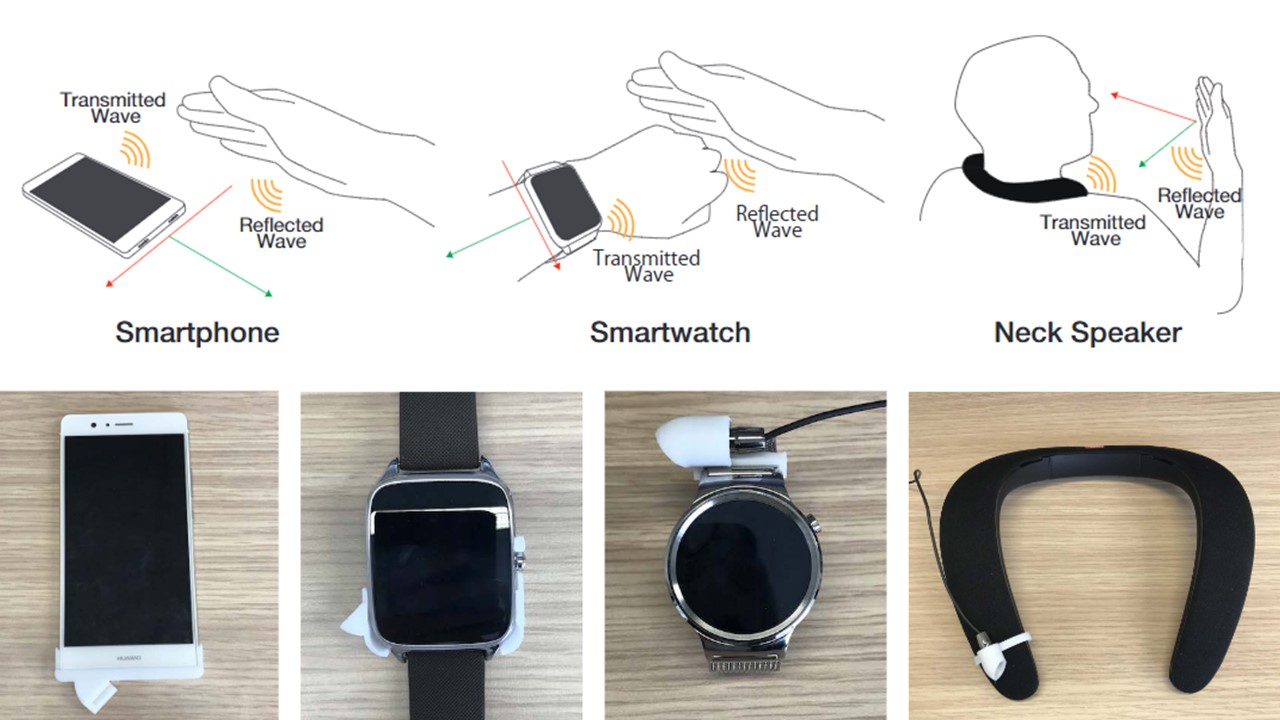 Transmitted
Wave
Reflected
Wave
Smartphone
Transmitted
Wave
Reflected
Wave
Smartwatch
Transmitted
Wave
Reflected
Wave
Neck Speaker
HUAWEI